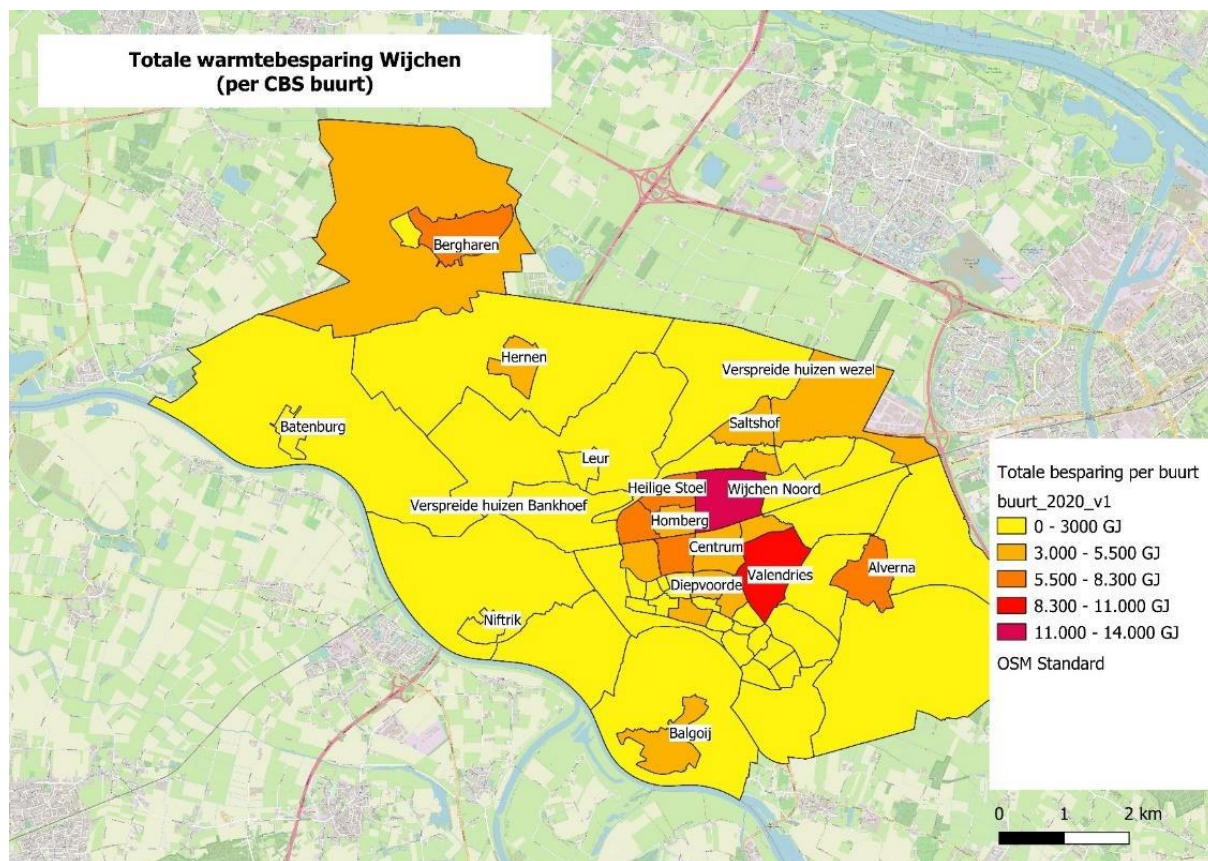 Totale warmtebesparing Wijchen
(per CBS buurt)
Bergharen
Hernen
Verspreide huizen wezel
Batenburg
Saltshof
Leur
Heilige Stoel
Wijchen Noord
Verspreide huizen Bankhoef
Homberg
Centrum
Alverna
Valendries
Diepvoorde
Niftrik
Balgoij
Totale besparing per buurt
buurt_2020_v1
0 - 3000 GJ
3.000 - 5.500 GJ
5.500 - 8.300 GJ
8.300 - 11.000 GJ
11.000 - 14.000 GJ
OSM Standard
0 1 2 km